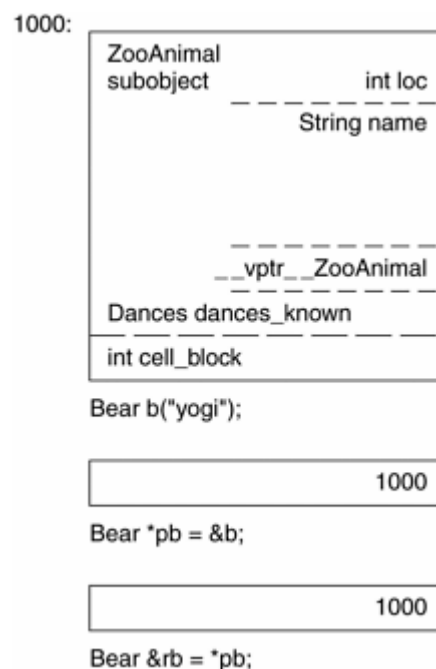 1000:
ZooAnimal
subobject int loc
String name
__vptr__ZooAnimal
Dances dances_known
int cell_block
Bear b("yogi");
1000
Bear *pb = &b;
1000
Bear &rb = *pb;